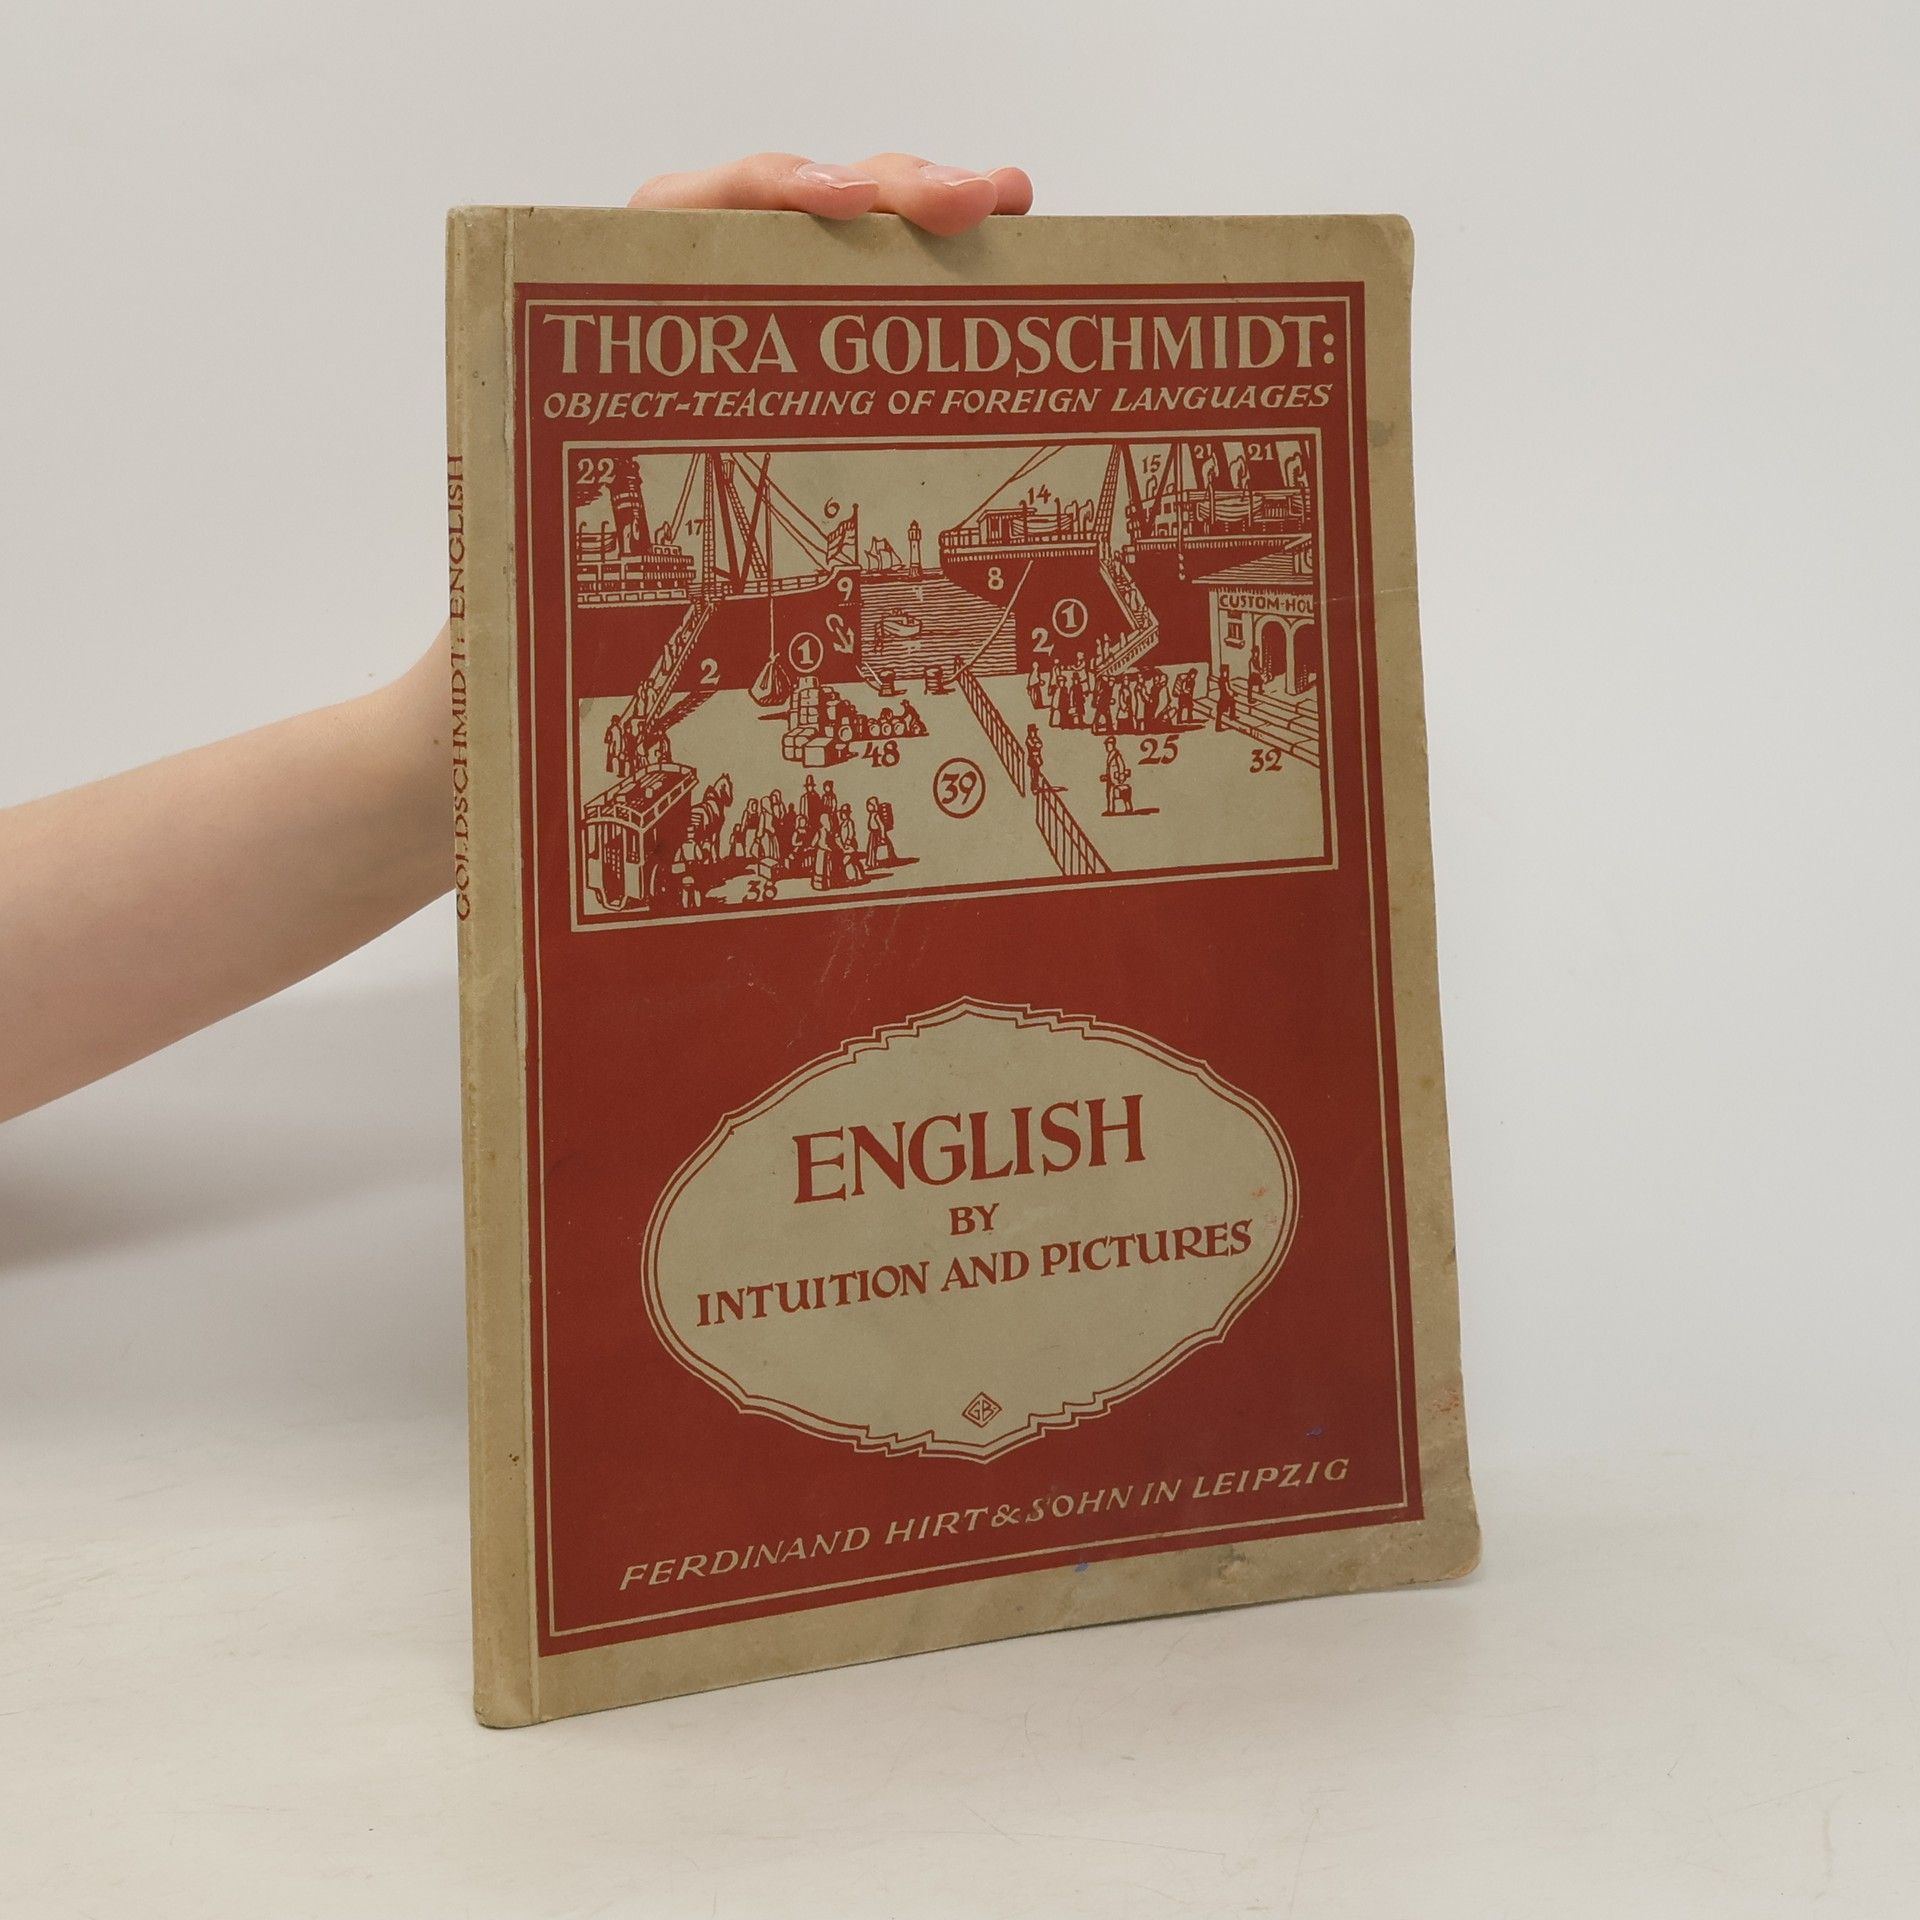 THORA GOLDSCHMIDT:
OBJECT-TEACHING OF FOREIGN LANGUAGES
22
17
6
14
15
21
21
9
8
CUSTOM-HOU
1
2
1
2
48
25
32
39
38
ENGLISH
BY
INTUITION AND PICTURES
GB
FERDINAND HIRT & SOHN IN LEIPZIG
GOLDSCHMIDT: ENGLISH